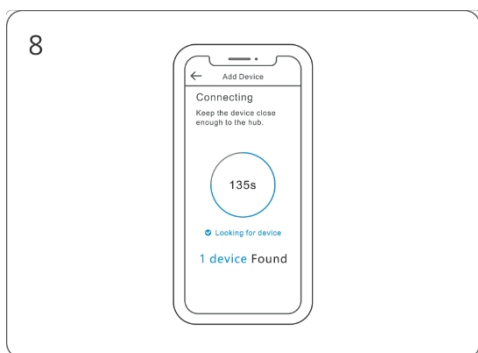 8
Add Device
Connecting
Keep the device close
enough to the hub.
135s
Looking for device
1 device Found